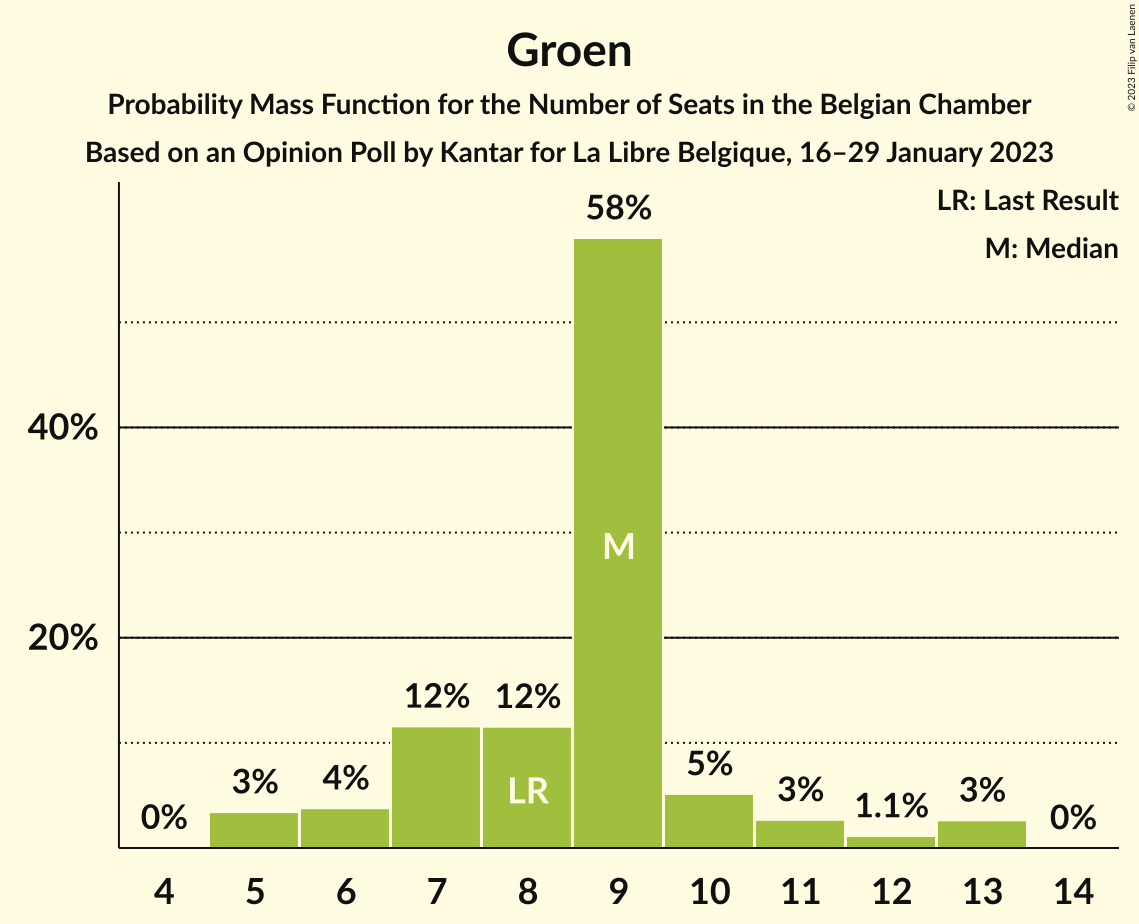 Groen
Probability Mass Function for the Number of Seats in the Belgian Chamber
Based on an Opinion Poll by Kantar for La Libre Belgique, 16–29 January 2023
© 2023 Filip van Laenen
LR: Last Result
M: Median
58%
40%
M
20%
12% 12%
5%
3% 4% 3% 1.1% 3%
LR
0% 0%
4 5 6 7 8 9 10 11 12 13 14